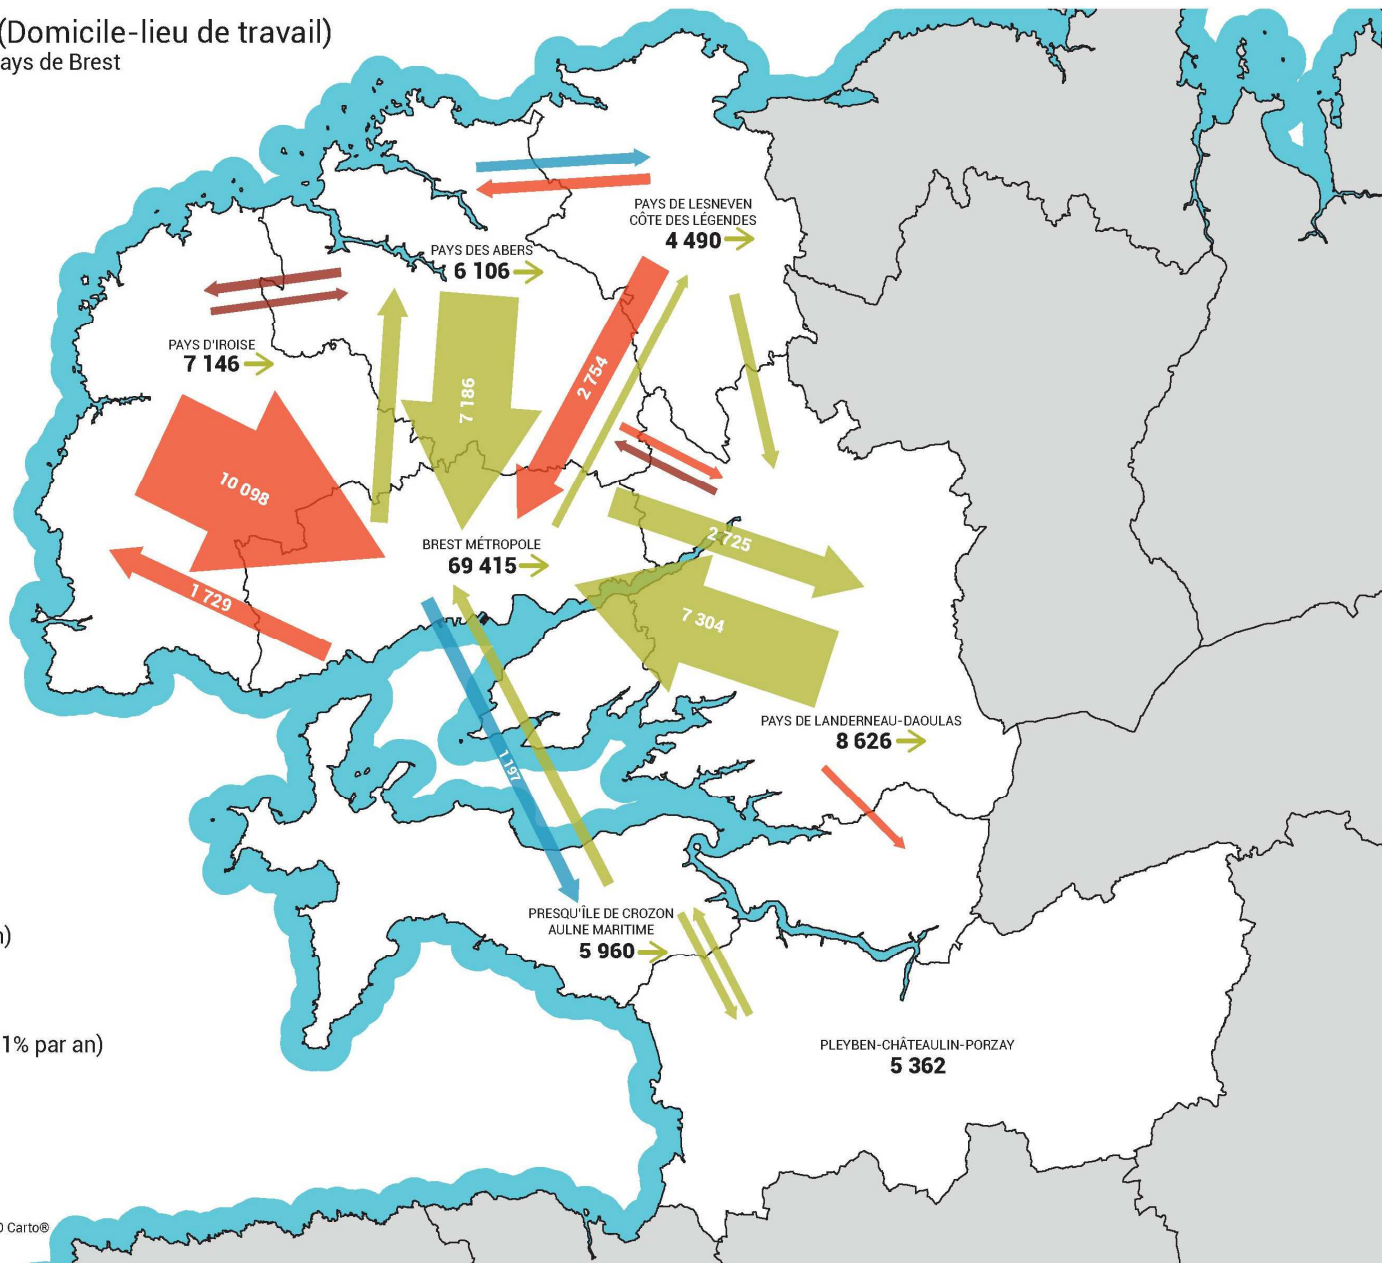 (Domicile-lieu de travail)
ays de Brest
PAYS DE LESNEVEN
CÔTE DES LÉGENDES
4 490
PAYS DES ABERS
6 106
PAYS D'IROISE
7 146
7 186
2 754
10 098
BREST MÉTROPOLE
69 415
2 725
1 729
7 304
PAYS DE LANDERNEAU-DAOULAS
8 626
1 197
PRESQU'ÎLE DE CROZON
AULNE MARITIME
5 960
n)
1% par an)
PLEYBEN-CHÂTEAULIN-PORZAY
5 362
Carto®